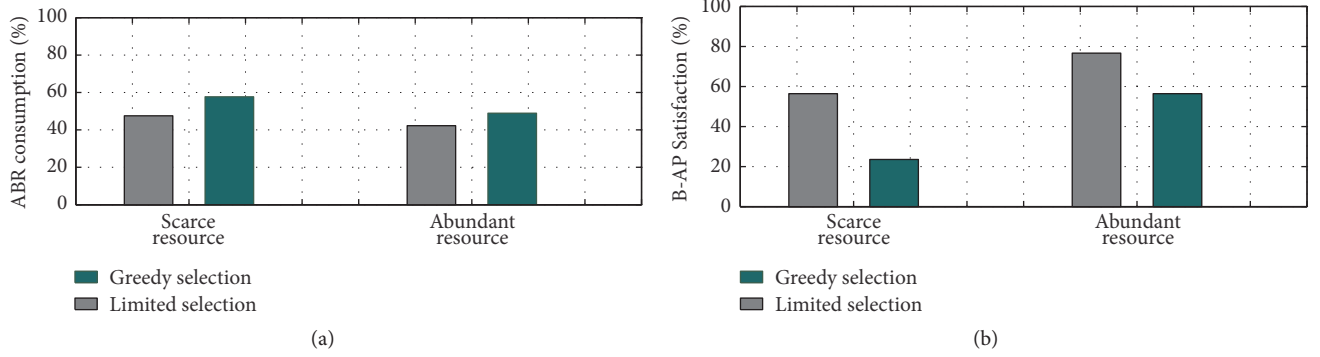 ABR consumption (%)
100
80
60
40
20
0
Scarce
resource
Abundant
resource
Greedy selection
Limited selection
(a)
B-AP Satisfaction (%)
100
80
60
40
20
0
Scarce
resource
Abundant
resource
Greedy selection
Limited selection
(b)